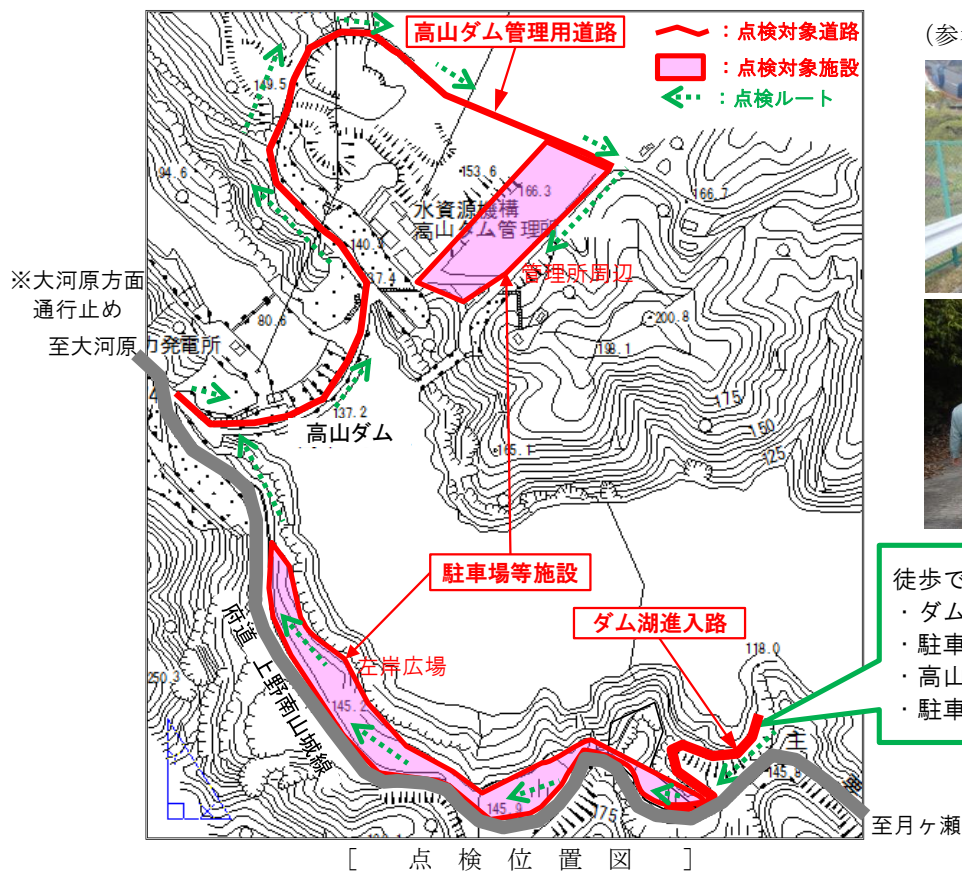 高山ダム管理用道路
：点検対象道路
：点検対象施設
：点検ルート
(参
149.5
94.6
153.6
166.3
166.7
水資源機構
高山ダム管理所
140.4
管理所周辺
※大河原方面
通行止め
80.6
200.8
198.1
至大河原
力発電所
137.2
高山ダム
175
150
125
165.1
駐車場等施設
ダム湖進入路
徒歩で
・ダム
・駐車
・高山
・駐車
118.0
左岸広場
250.3
府道 上野南山城線
145.2
145.8
145.9
175
至月ヶ瀬
[ 点検位置図 ]